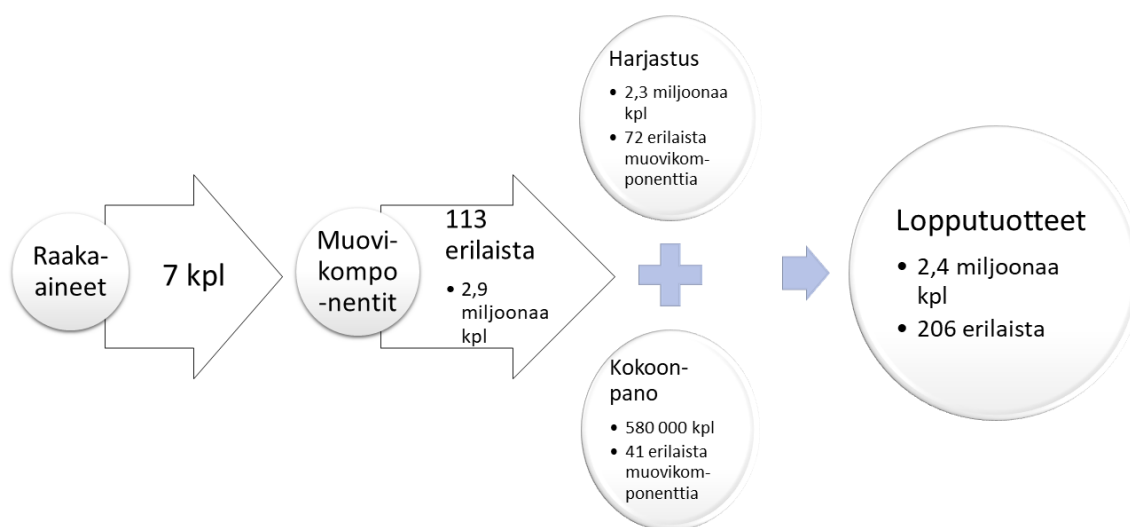 Raaka-
aineet
7 kpl
Muovi-
kompo
-nentit
113
erilaista
• 2,9
miljoonaa
kpl
Harjastus
• 2,3 miljoonaa
kpl
• 72 erilaista
muovikom-
ponenttia
Kokoon-
pano
• 580 000 kpl
• 41 erilaista
muovikom-
ponenttia
Lopputuotteet
• 2,4 miljoonaa
kpl
• 206 erilaista